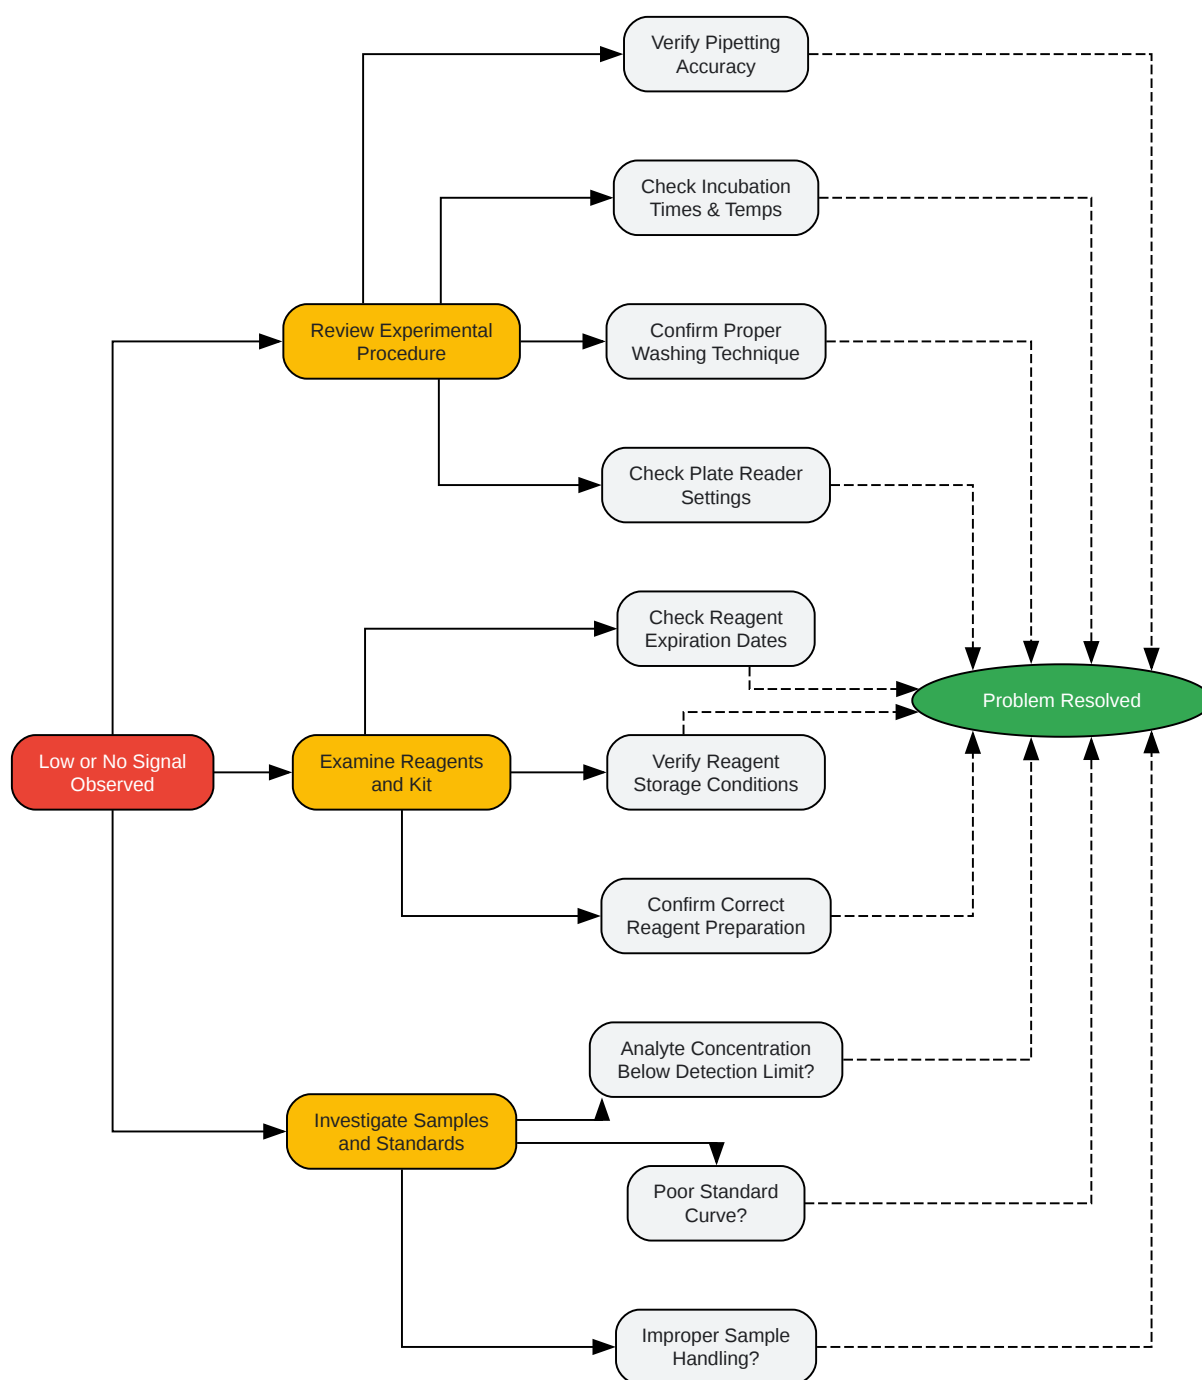 Verify Pipetting
Accuracy
Check Incubation
Times & Temps
Review Experimental
Procedure
Confirm Proper
Washing Technique
Check Plate Reader
Settings
Check Reagent
Expiration Dates
Problem Resolved
Low or No Signal
Observed
Examine Reagents
and Kit
Verify Reagent
Storage Conditions
Confirm Correct
Reagent Preparation
Analyte Concentration
Below Detection Limit?
Investigate Samples
and Standards
Poor Standard
Curve?
Improper Sample
Handling?